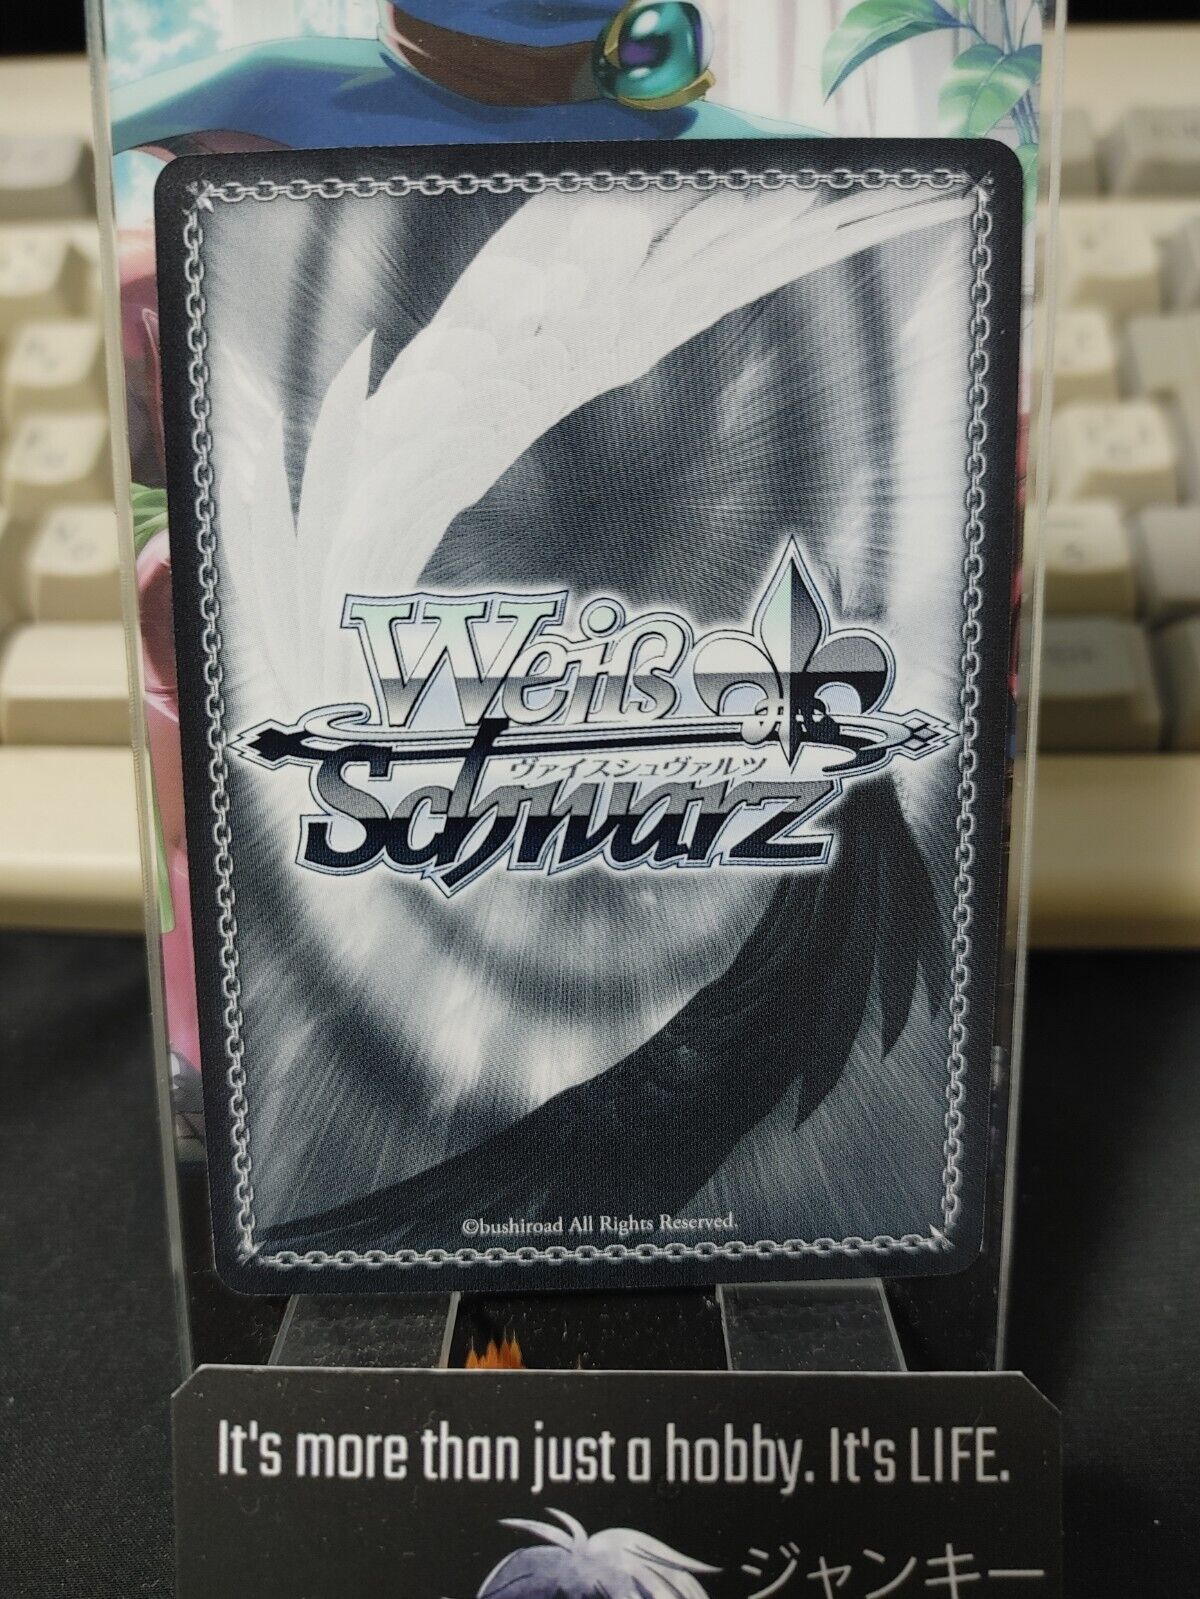 Weiß
ヴァイスシュヴァルツ
Schwarz
©bushiroad All Rights Reserved.
It's more than just a hobby. It's LIFE.
ジャンキー